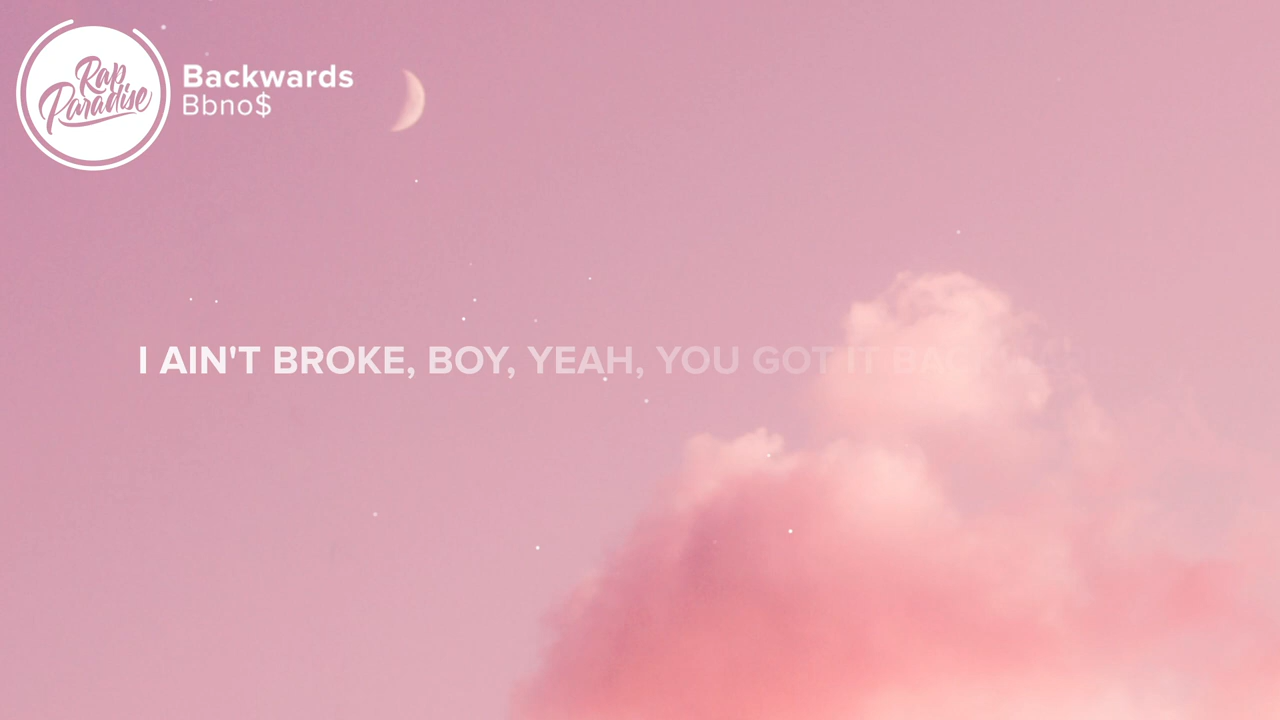 Rap
Paradise
Backwards
Bbno$
I AIN'T BROKE, BOY, YEAH, YOU GOT IT